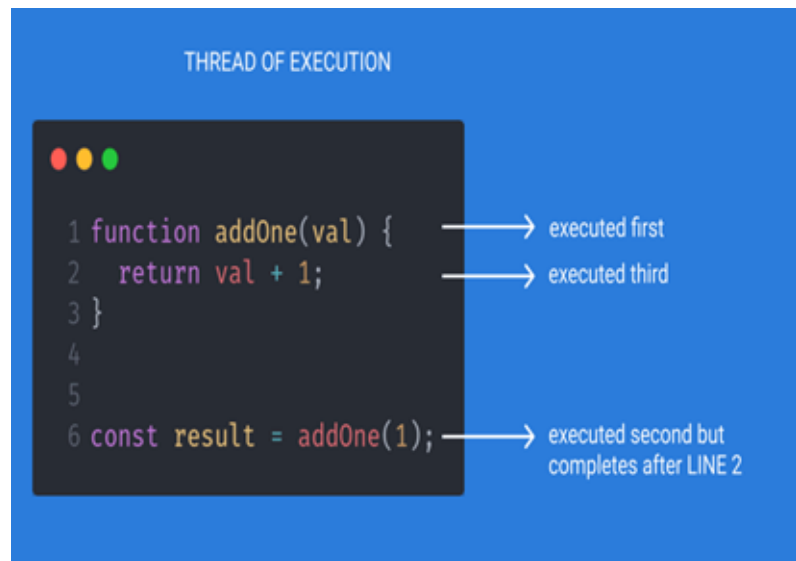 THREAD OF EXECUTION
1 function addOne(val) {
executed first
2 return val + 1;
executed third
3 }
4
5
6 const result = addOne(1);
executed second but
completes after LINE 2